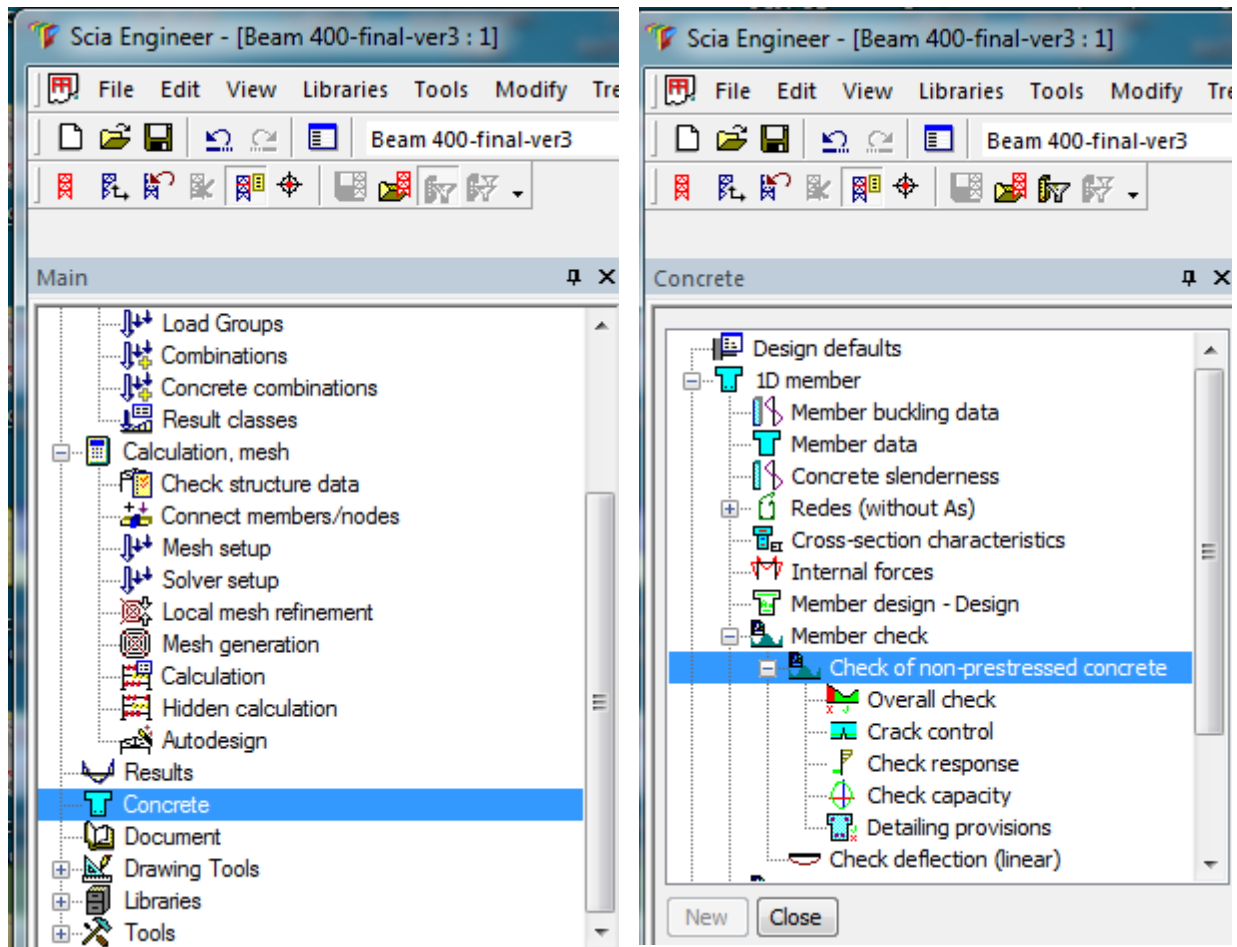 Scia Engineer - [Beam 400-final-ver3 : 1]
File Edit View Libraries Tools Modify Tre
Beam 400-final-ver3
Main
Load Groups
Combinations
Concrete combinations
Result classes
Calculation, mesh
Check structure data
Connect members/nodes
Mesh setup
Solver setup
Local mesh refinement
Mesh generation
Calculation
Hidden calculation
Autodesign
Results
Concrete
Document
Drawing Tools
Libraries
Tools
Scia Engineer - [Beam 400-final-ver3 : 1]
File Edit View Libraries Tools Modify Tre
Beam 400-final-ver3
Concrete
Design defaults
1D member
Member buckling data
Member data
Concrete slenderness
Redes (without As)
Cross-section characteristics
Internal forces
Member design - Design
Member check
Check of non-prestressed concrete
Overall check
Crack control
Check response
Check capacity
Detailing provisions
Check deflection (linear)
New Close